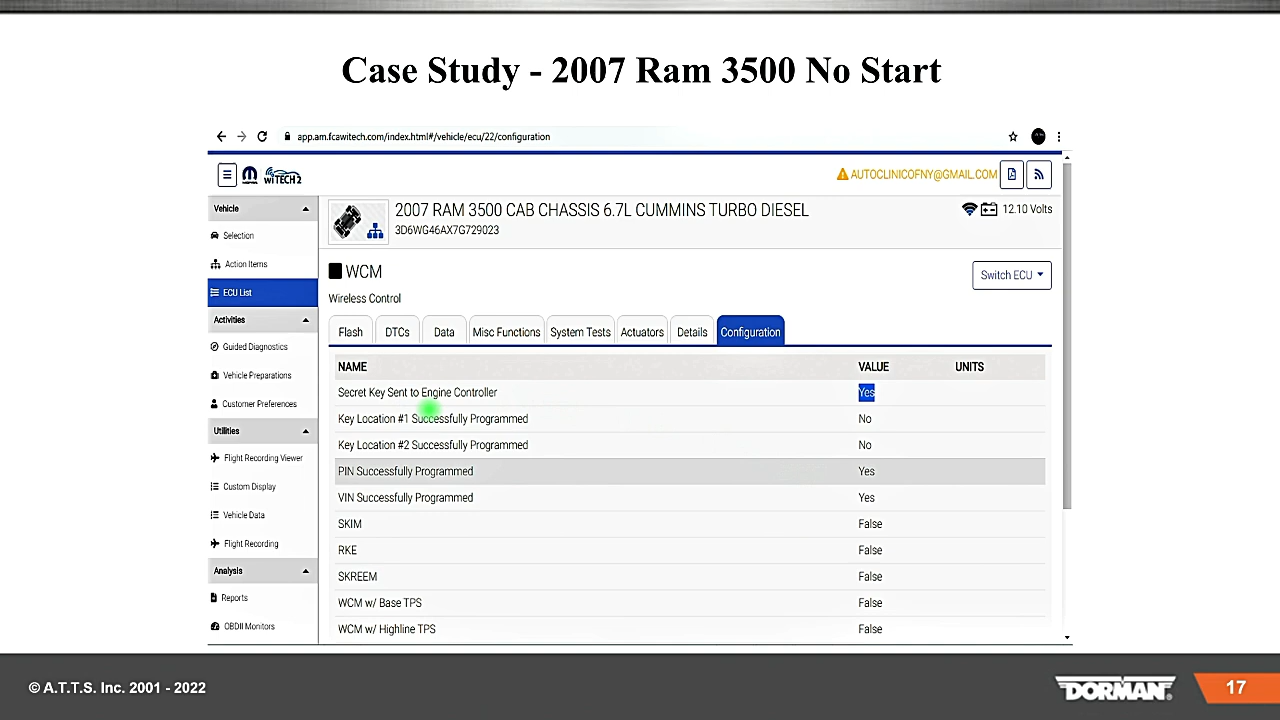 Case Study - 2007 Ram 3500 No Start
app.am.fcawitech.com/index.html#/vehicle/ecu/22/configuration
WITECH 2
AUTOCLINICOFNY@GMAIL.COM
Vehicle
Selection
Action Items
ECU List
Activities
Guided Diagnostics
Vehicle Preparations
Customer Preferences
Utilities
Flight Recording Viewer
Custom Display
Vehicle Data
Flight Recording
Analysis
Reports
OBDII Monitors
2007 RAM 3500 CAB CHASSIS 6.7L CUMMINS TURBO DIESEL
3D6WG46AX7G729023
12.10 Volts
WCM
Wireless Control
Switch ECU
Flash DTCs Data Misc Functions System Tests Actuators Details Configuration
NAME VALUE UNITS
Secret Key Sent to Engine Controller Yes
Key Location #1 Successfully Programmed No
Key Location #2 Successfully Programmed No
PIN Successfully Programmed Yes
VIN Successfully Programmed Yes
SKIM False
RKE False
SKREEM False
WCM w/ Base TPS False
WCM w/ Highline TPS False
© A.T.T.S. Inc. 2001 - 2022
DORMAN
17